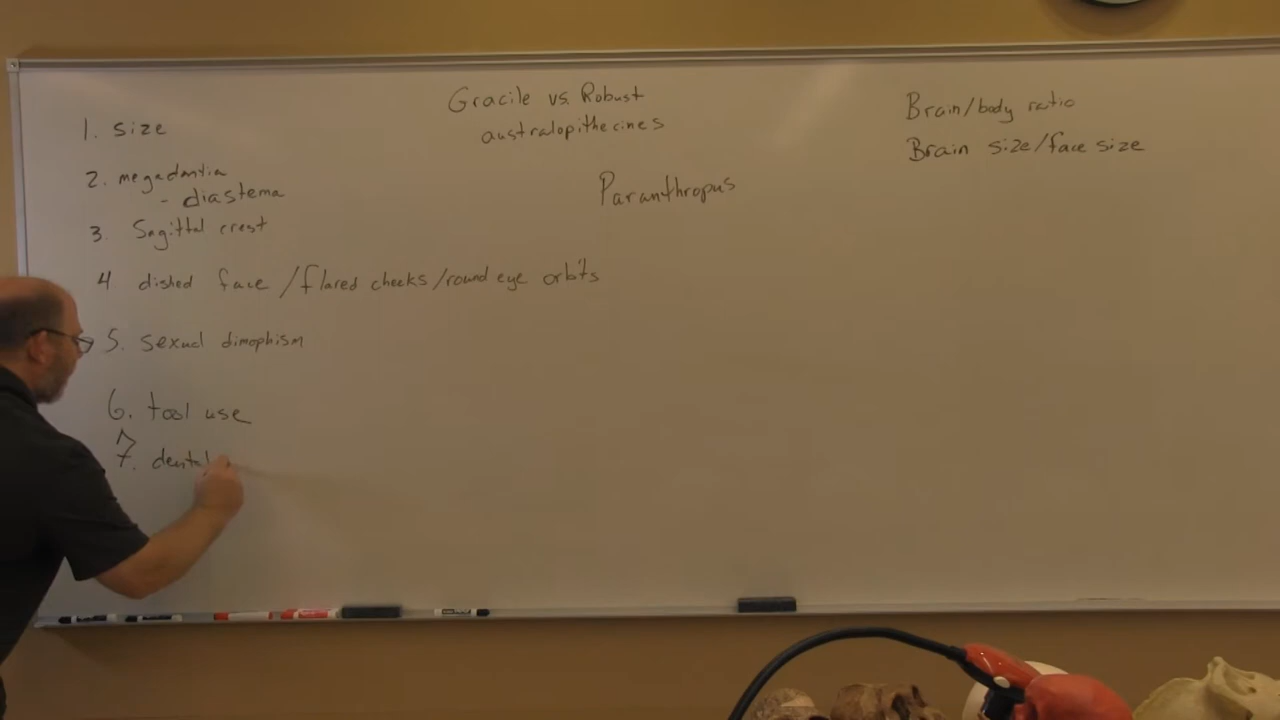 Gracile vs. Robust
australopithecines
Paranthropus
Brain/body ratio
Brain size/face size
1. size
2. megadontia
- diastema
3. Sagittal crest
4 dished face /flared cheeks/round eye orbits
5. sexual dimophism
6. tool use
7. dental